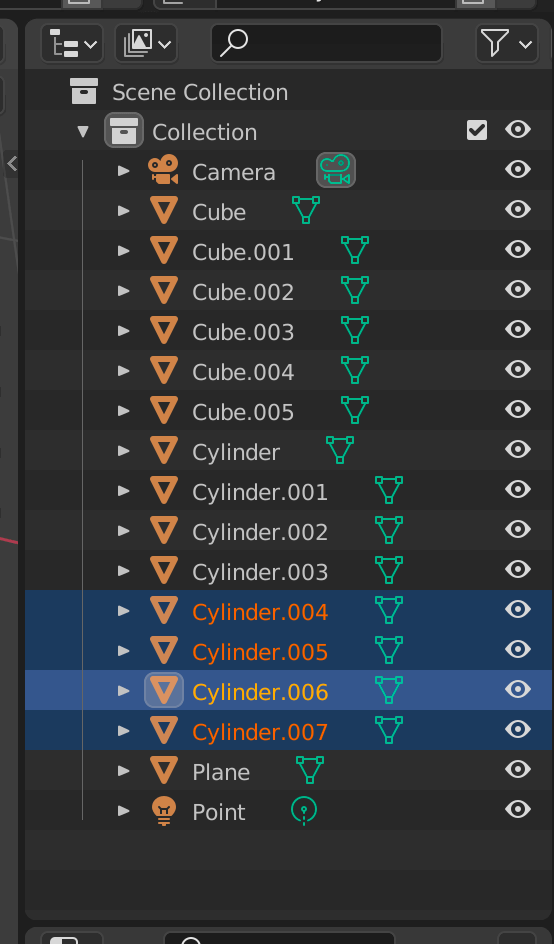 Scene Collection
Collection
Camera
Cube
Cube.001
Cube.002
Cube.003
Cube.004
Cube.005
Cylinder
Cylinder.001
Cylinder.002
Cylinder.003
Cylinder.004
Cylinder.005
Cylinder.006
Cylinder.007
Plane
Point